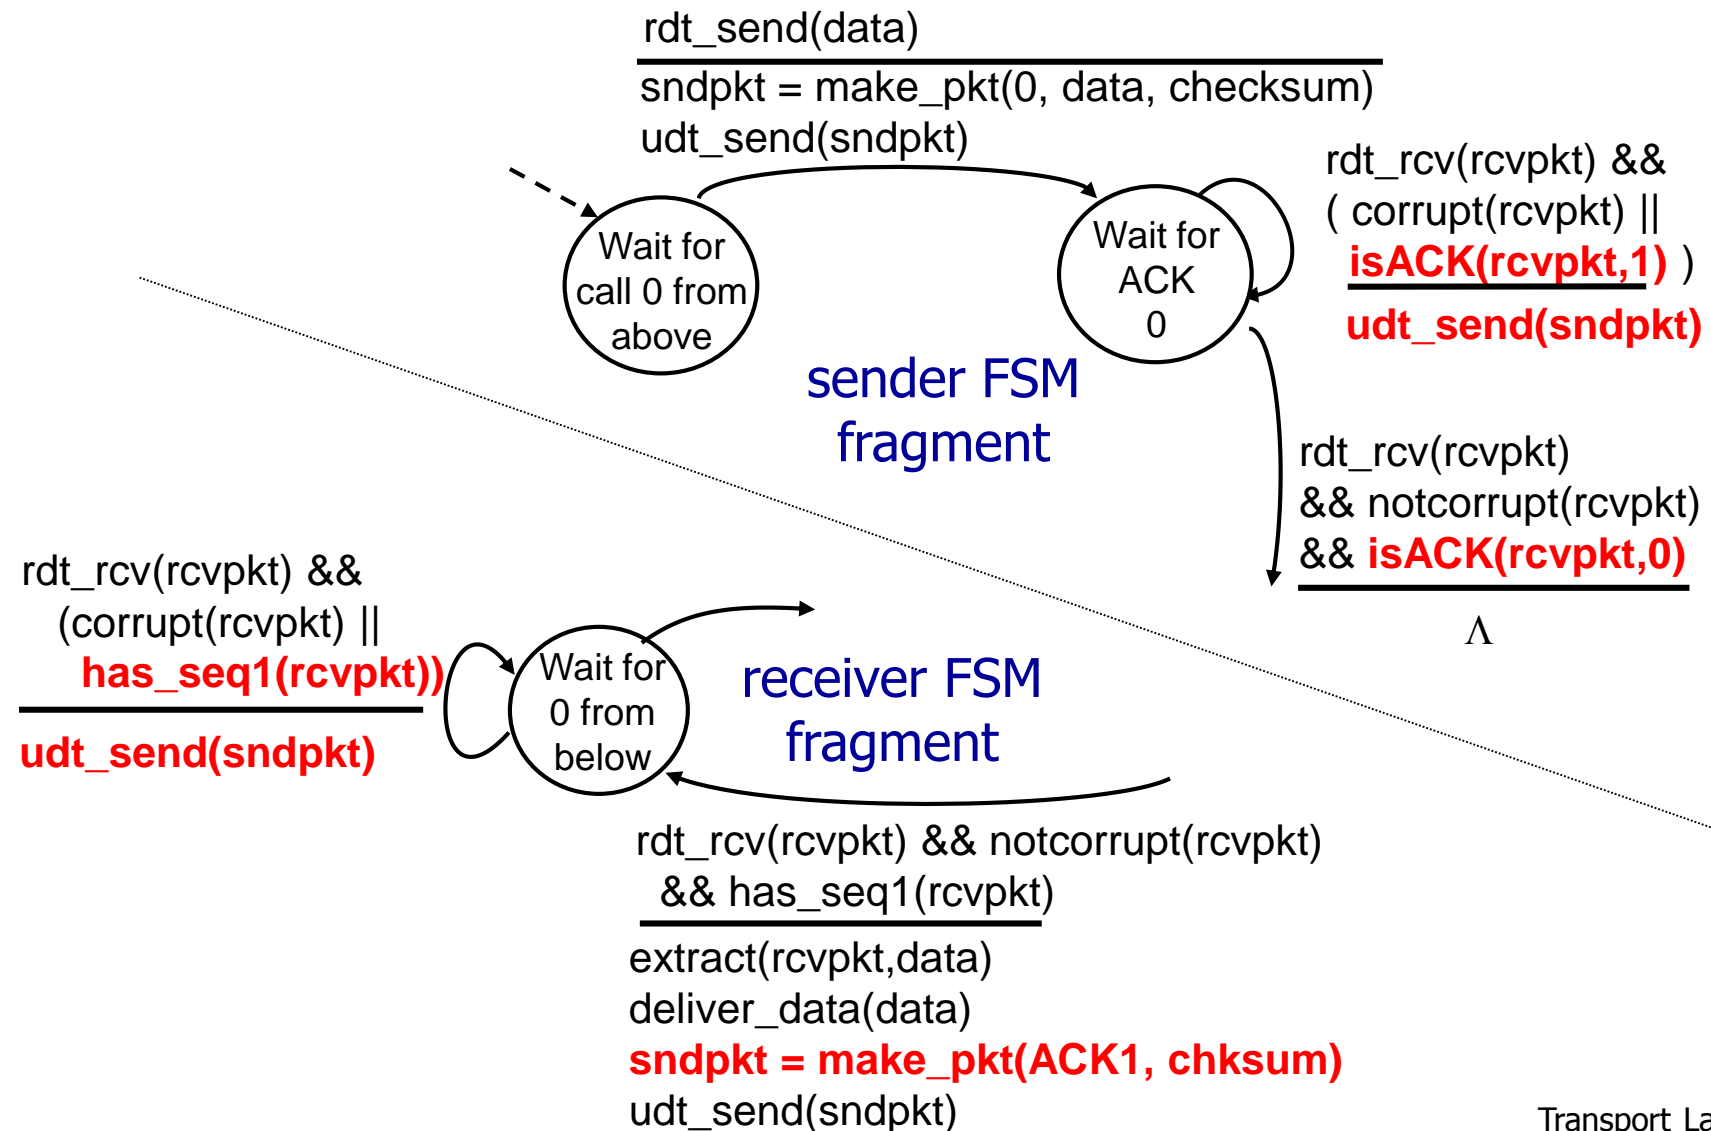 rdt_send(data)
sndpkt = make_pkt(0, data, checksum)
udt_send(sndpkt)
rdt_rcv(rcvpkt) &&
( corrupt(rcvpkt) ||
isACK(rcvpkt,1) )
udt_send(sndpkt)
Wait for
call 0 from
above
Wait for
ACK
0
sender FSM
fragment
rdt_rcv(rcvpkt)
&& notcorrupt(rcvpkt)
&& isACK(rcvpkt,0)
Λ
rdt_rcv(rcvpkt) &&
(corrupt(rcvpkt) ||
has_seq1(rcvpkt))
udt_send(sndpkt)
Wait for
0 from
below
receiver FSM
fragment
rdt_rcv(rcvpkt) && notcorrupt(rcvpkt)
&& has_seq1(rcvpkt)
extract(rcvpkt,data)
deliver_data(data)
sndpkt = make_pkt(ACK1, chksum)
udt_send(sndpkt)
Transport La